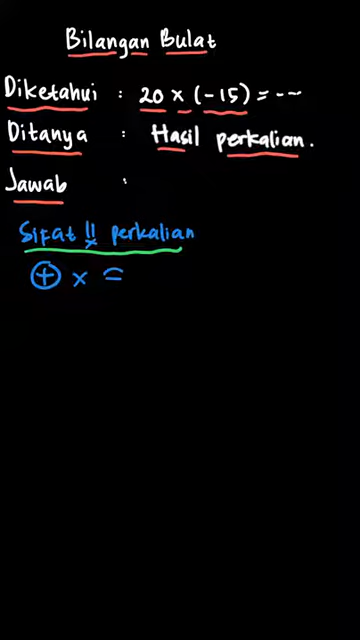 Bilangan Bulat
Diketahui : 20 x (-15) = ---
Ditanya : Hasil perkalian.
Jawab :
Sifat !! perkalian
⊕ x =